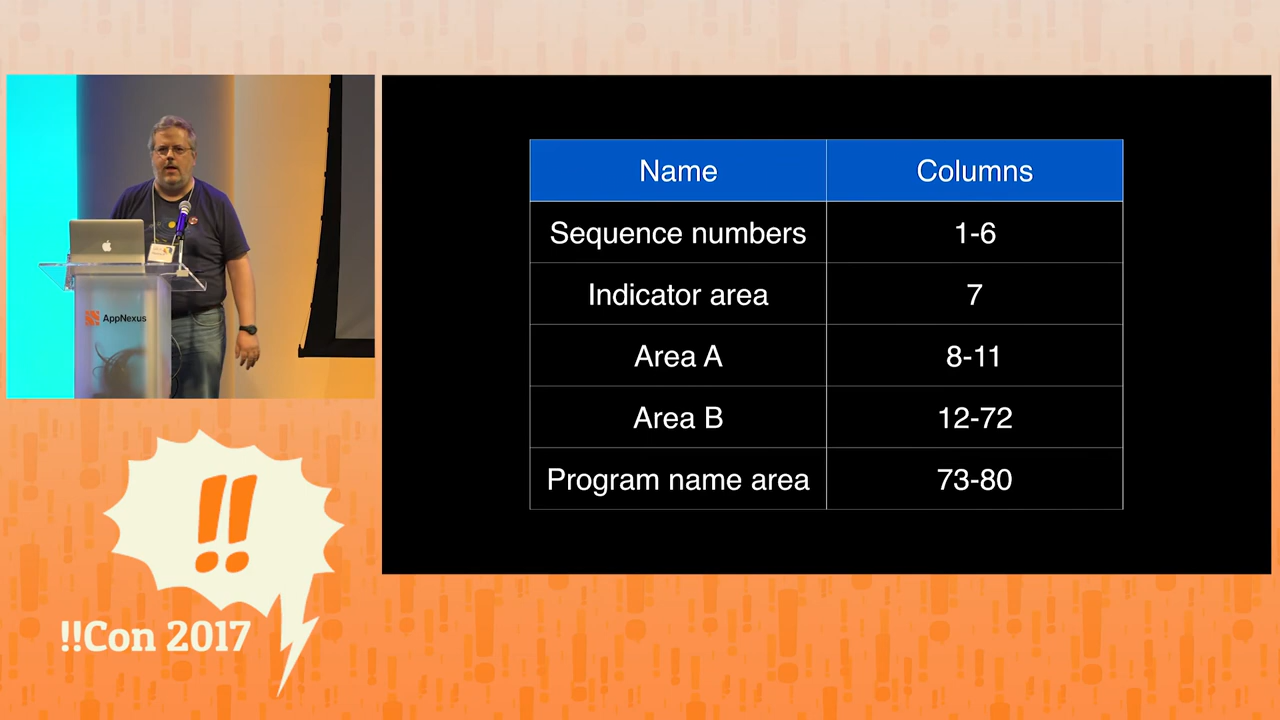 Name Columns
Sequence numbers 1-6
Indicator area 7
Area A 8-11
Area B 12-72
Program name area 73-80
AppNexus
!!
!!Con 2017